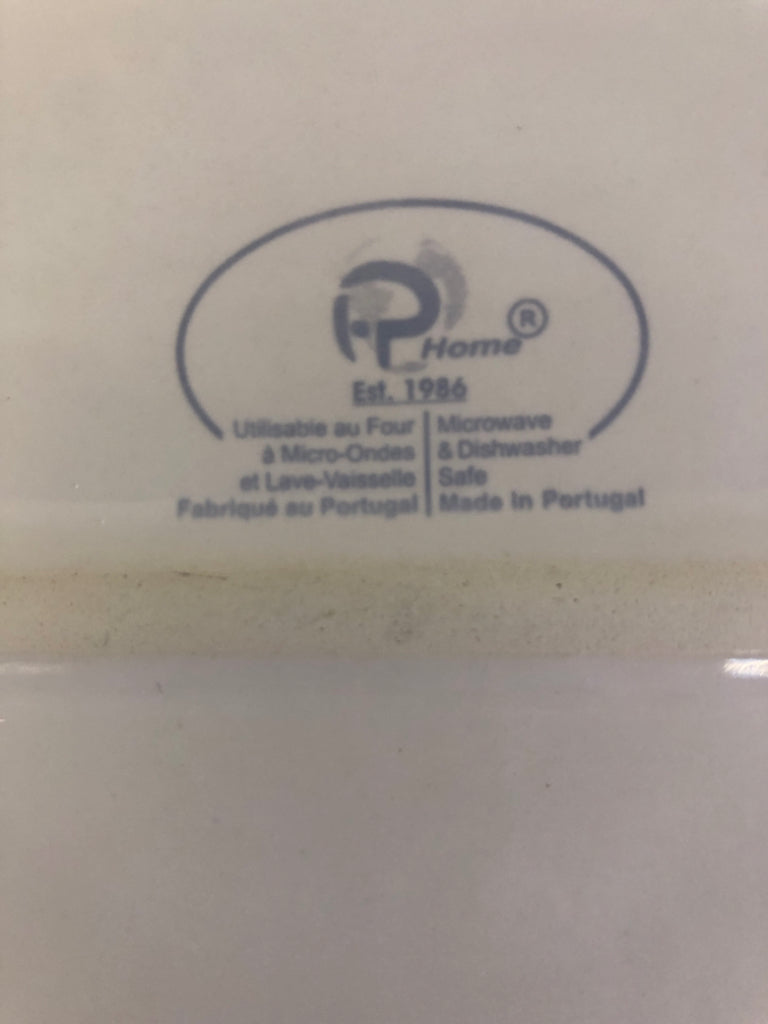 P Home ®
Est. 1986
Utilisable au Four
à Micro-Ondes
et Lave-Vaisselle
Fabriqué au Portugal
Microwave
& Dishwasher
Safe
Made In Portugal